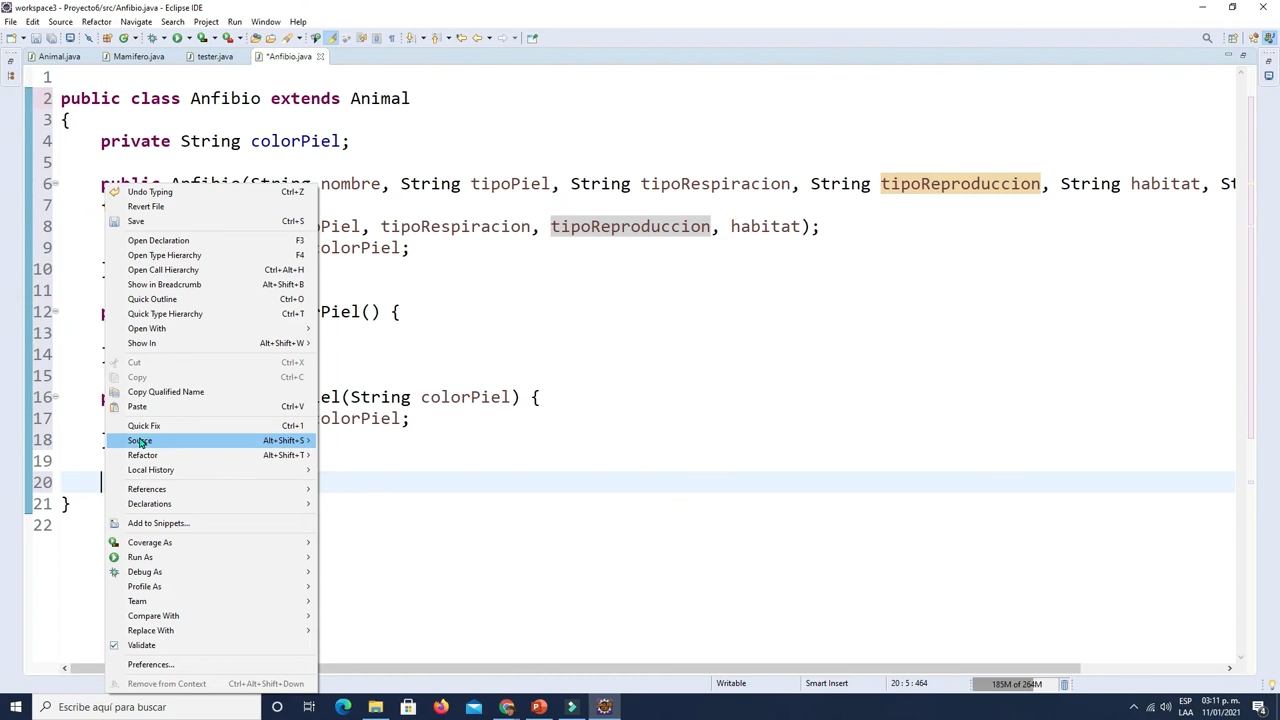 workspace3 - Proyecto6/src/Anfibio.java - Eclipse IDE
File Edit Source Refactor Navigate Search Project Run Window Help
Animal.java Mamifero.java tester.java *Anfibio.java
1
2 public class Anfibio extends Animal
3 {
4 private String colorPiel;
5
6 public Anfibio(String nombre, String tipoPiel, String tipoRespiracion, String tipoReproduccion, String habitat, St
7
8 Piel, tipoRespiracion, tipoReproduccion, habitat);
9 colorPiel;
10 }
11
12 Piel() {
13
14
15
16 iel(String colorPiel) {
17 colorPiel;
18 }
19
20
21 }
22
Undo Typing Ctrl+Z
Revert File
Save Ctrl+S
Open Declaration F3
Open Type Hierarchy F4
Open Call Hierarchy Ctrl+Alt+H
Show in Breadcrumb Alt+Shift+B
Quick Outline Ctrl+O
Quick Type Hierarchy Ctrl+T
Open With
Show In Alt+Shift+W
Cut Ctrl+X
Copy Ctrl+C
Copy Qualified Name
Paste Ctrl+V
Quick Fix Ctrl+1
Source Alt+Shift+S
Refactor Alt+Shift+T
Local History
References
Declarations
Add to Snippets...
Coverage As
Run As
Debug As
Profile As
Team
Compare With
Replace With
Validate
Preferences...
Remove from Context Ctrl+Alt+Shift+Down
Writable Smart Insert 20 : 5 : 464 185M of 264M
Escribe aquí para buscar
ESP 03:11 p. m.
LAA 11/01/2021
4